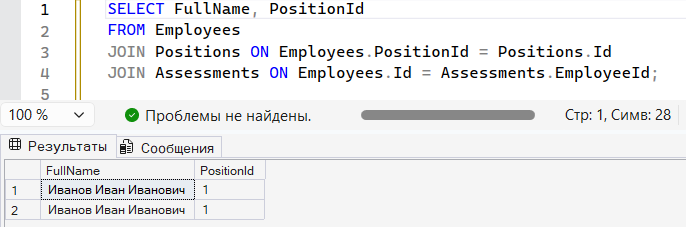 1 SELECT FullName, PositionId
2 FROM Employees
3 JOIN Positions ON Employees.PositionId = Positions.Id
4 JOIN Assessments ON Employees.Id = Assessments.EmployeeId;
5
100 % Проблемы не найдены. Стр: 1, Симв: 28
Результаты Сообщения
FullName PositionId
1 Иванов Иван Иванович 1
2 Иванов Иван Иванович 1